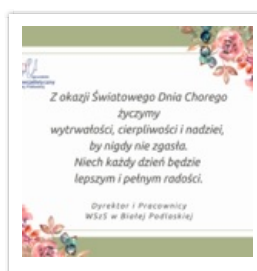 Z okazji Światowego Dnia Chorego
życzymy
wytrwałości, cierpliwości i nadziei,
by nigdy nie zgasła.
Niech każdy dzień będzie
lepszym i pełnym radości.
Dyrektor i Pracownicy
WSzS w Białej Podlaskiej